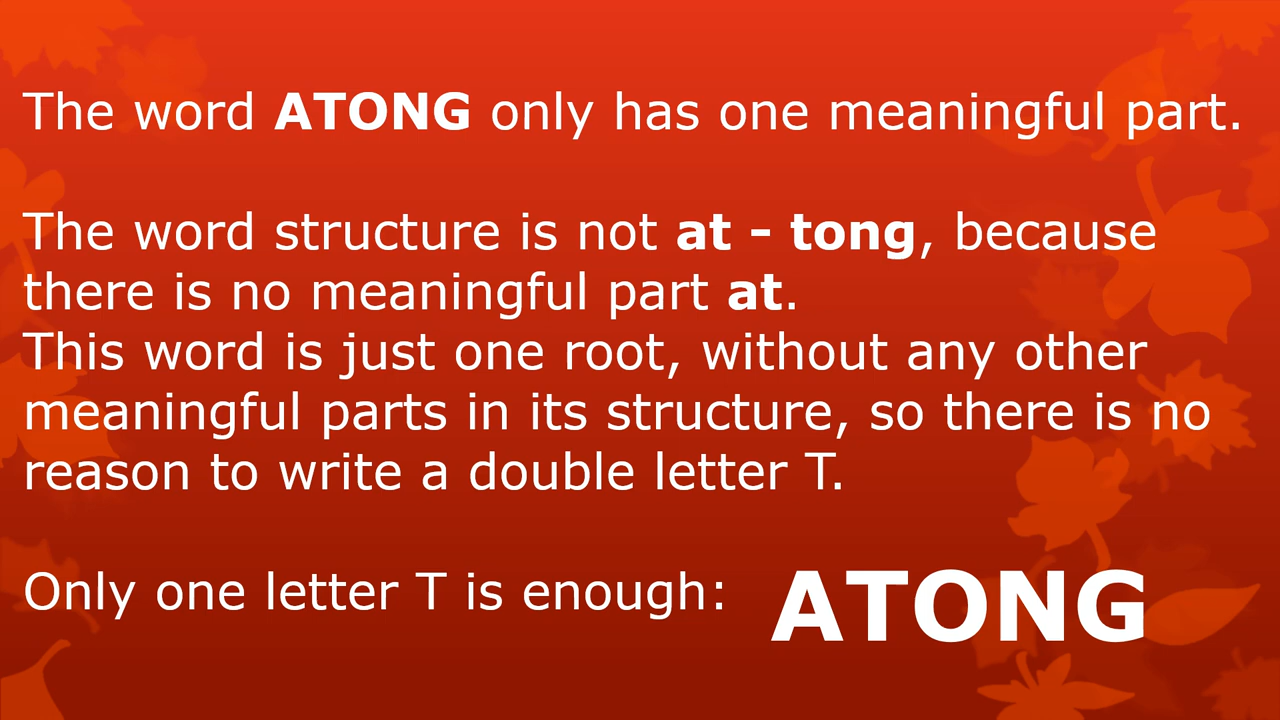 The word ATONG only has one meaningful part.
The word structure is not at - tong, because
there is no meaningful part at.
This word is just one root, without any other
meaningful parts in its structure, so there is no
reason to write a double letter T.
Only one letter T is enough: ATONG